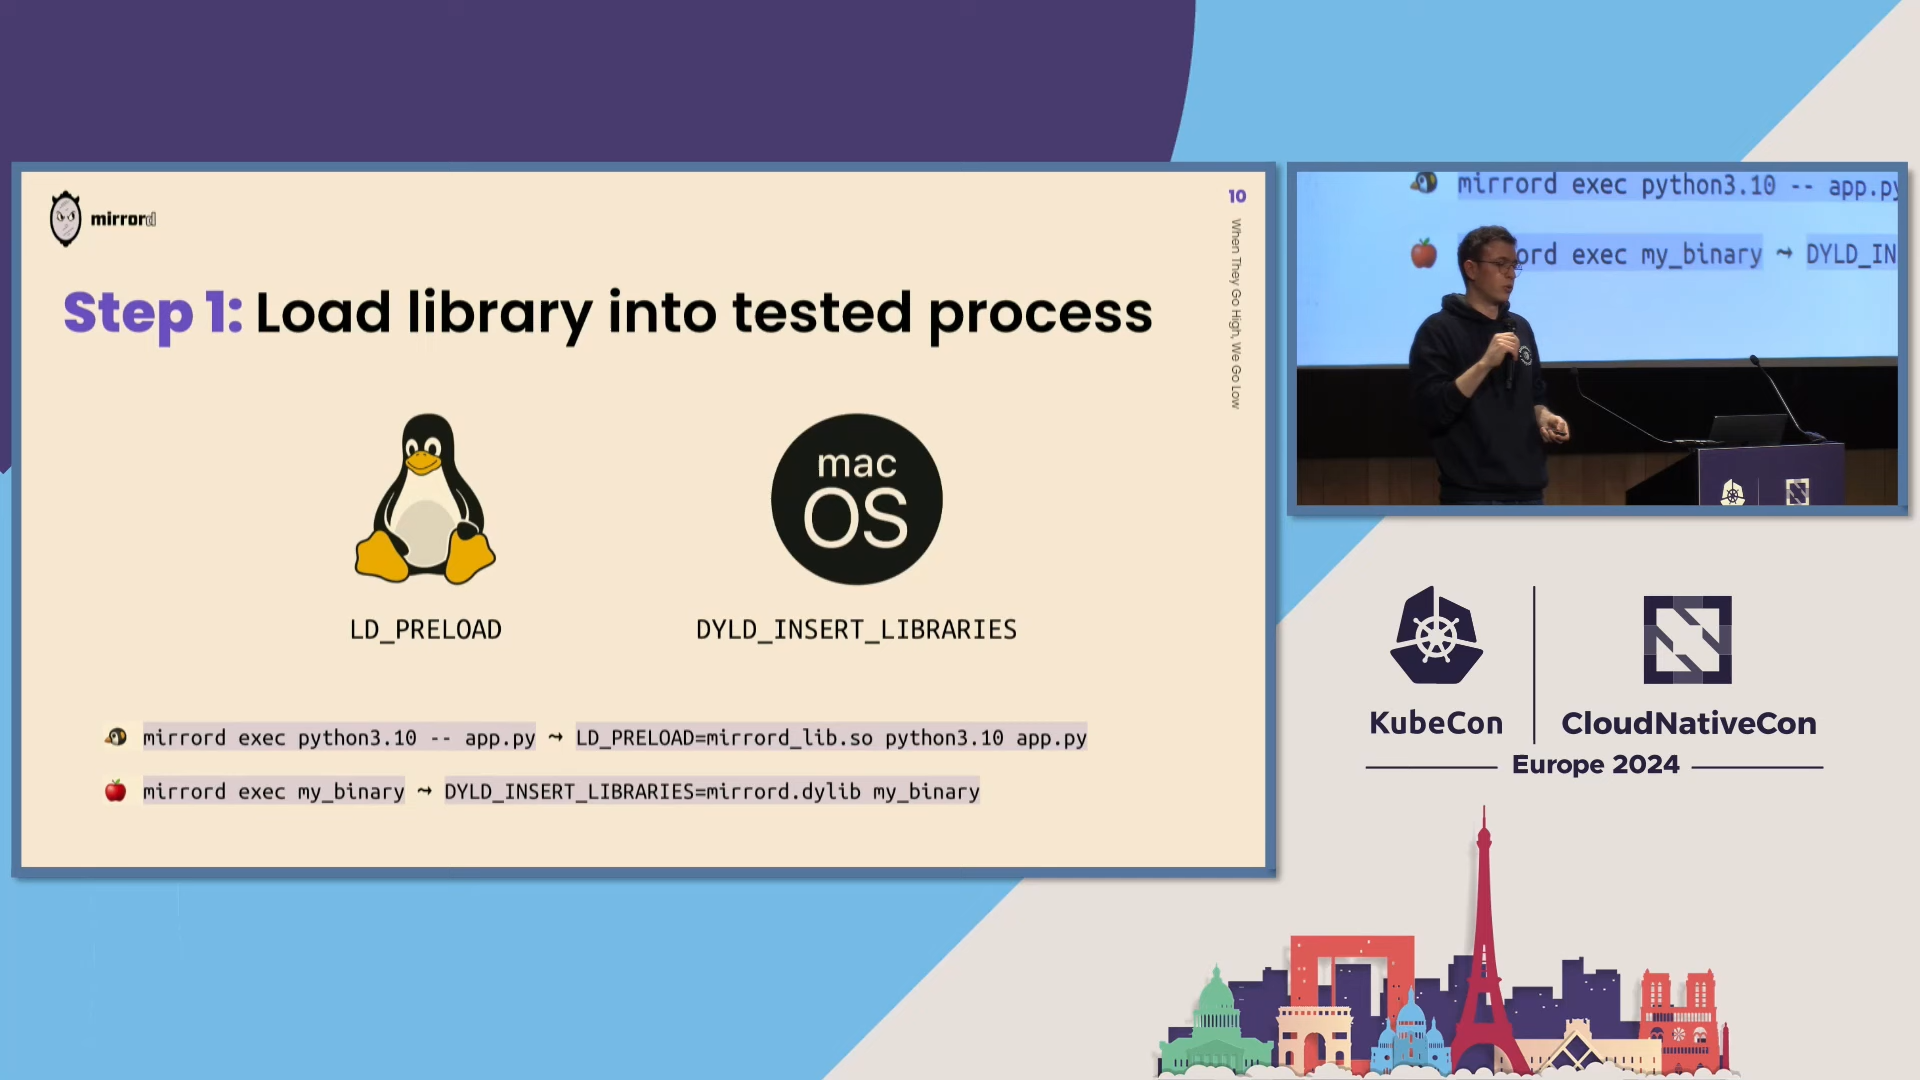 mirrord
10
When They Go High, We Go Low
Step 1: Load library into tested process
mac
OS
LD_PRELOAD
DYLD_INSERT_LIBRARIES
mirrord exec python3.10 -- app.py ⤳ LD_PRELOAD=mirrord_lib.so python3.10 app.py
mirrord exec my_binary ⤳ DYLD_INSERT_LIBRARIES=mirrord.dylib my_binary
mirrord exec python3.10 -- app.py
ord exec my_binary ⤳ DYLD_IN
KubeCon
CloudNativeCon
Europe 2024